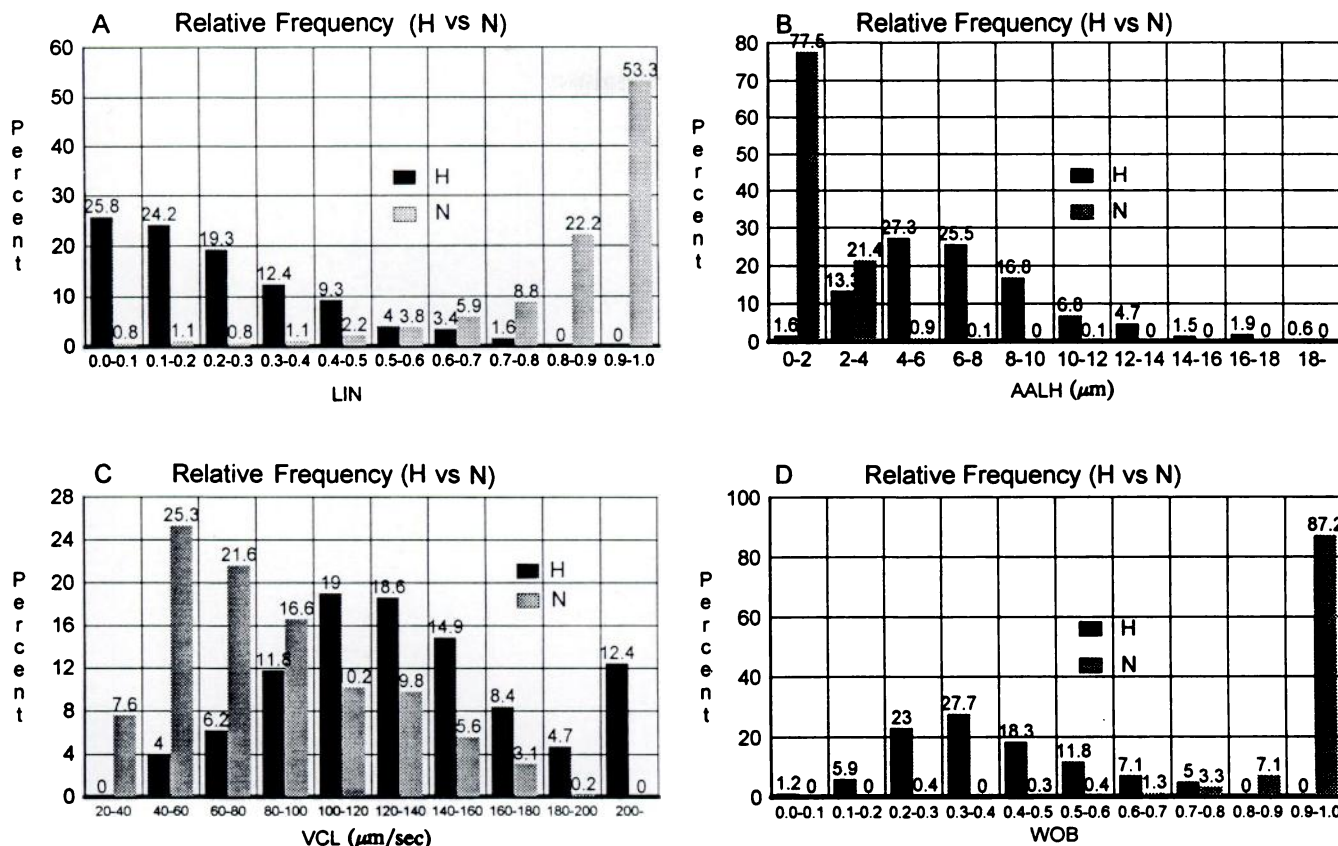 A Relative Frequency (H vs N)
60
50
40
30
20
10
0
Percent
25.8 0.8 24.2 1.1 19.3 0.8 12.4 1.1 9.3 2.2 4 3.8 3.4 5.9 1.6 8.8 0 22.2 0 53.3
H
N
0.0-0.1 0.1-0.2 0.2-0.3 0.3-0.4 0.4-0.5 0.5-0.6 0.6-0.7 0.7-0.8 0.8-0.9 0.9-1.0
LIN
B Relative Frequency (H vs N)
80
70
60
50
40
30
20
10
0
Percent
1.6 77.5 13.3 21.4 27.3 0.9 25.5 0.1 16.8 0 6.8 0.1 4.7 0 1.5 0 1.9 0 0.6 0
H
N
0-2 2-4 4-6 6-8 8-10 10-12 12-14 14-16 16-18 18-
AALH (μm)
C Relative Frequency (H vs N)
28
24
20
16
12
8
4
0
Percent
0 7.6 4 25.3 6.2 21.6 11.8 16.6 19 10.2 18.6 9.8 14.9 5.6 8.4 3.1 4.7 0.2 12.4 0
H
N
20-40 40-60 60-80 80-100 100-120 120-140 140-160 160-180 180-200 200-
VCL (μm/sec)
D Relative Frequency (H vs N)
100
80
60
40
20
0
Percent
1.2 0 5.9 0 23 0.4 27.7 0 18.3 0.3 11.8 0.4 7.1 1.3 5 3.3 0 7.1 0 87.2
H
N
0.0-0.1 0.1-0.2 0.2-0.3 0.3-0.4 0.4-0.5 0.5-0.6 0.6-0.7 0.7-0.8 0.8-0.9 0.9-1.0
WOB